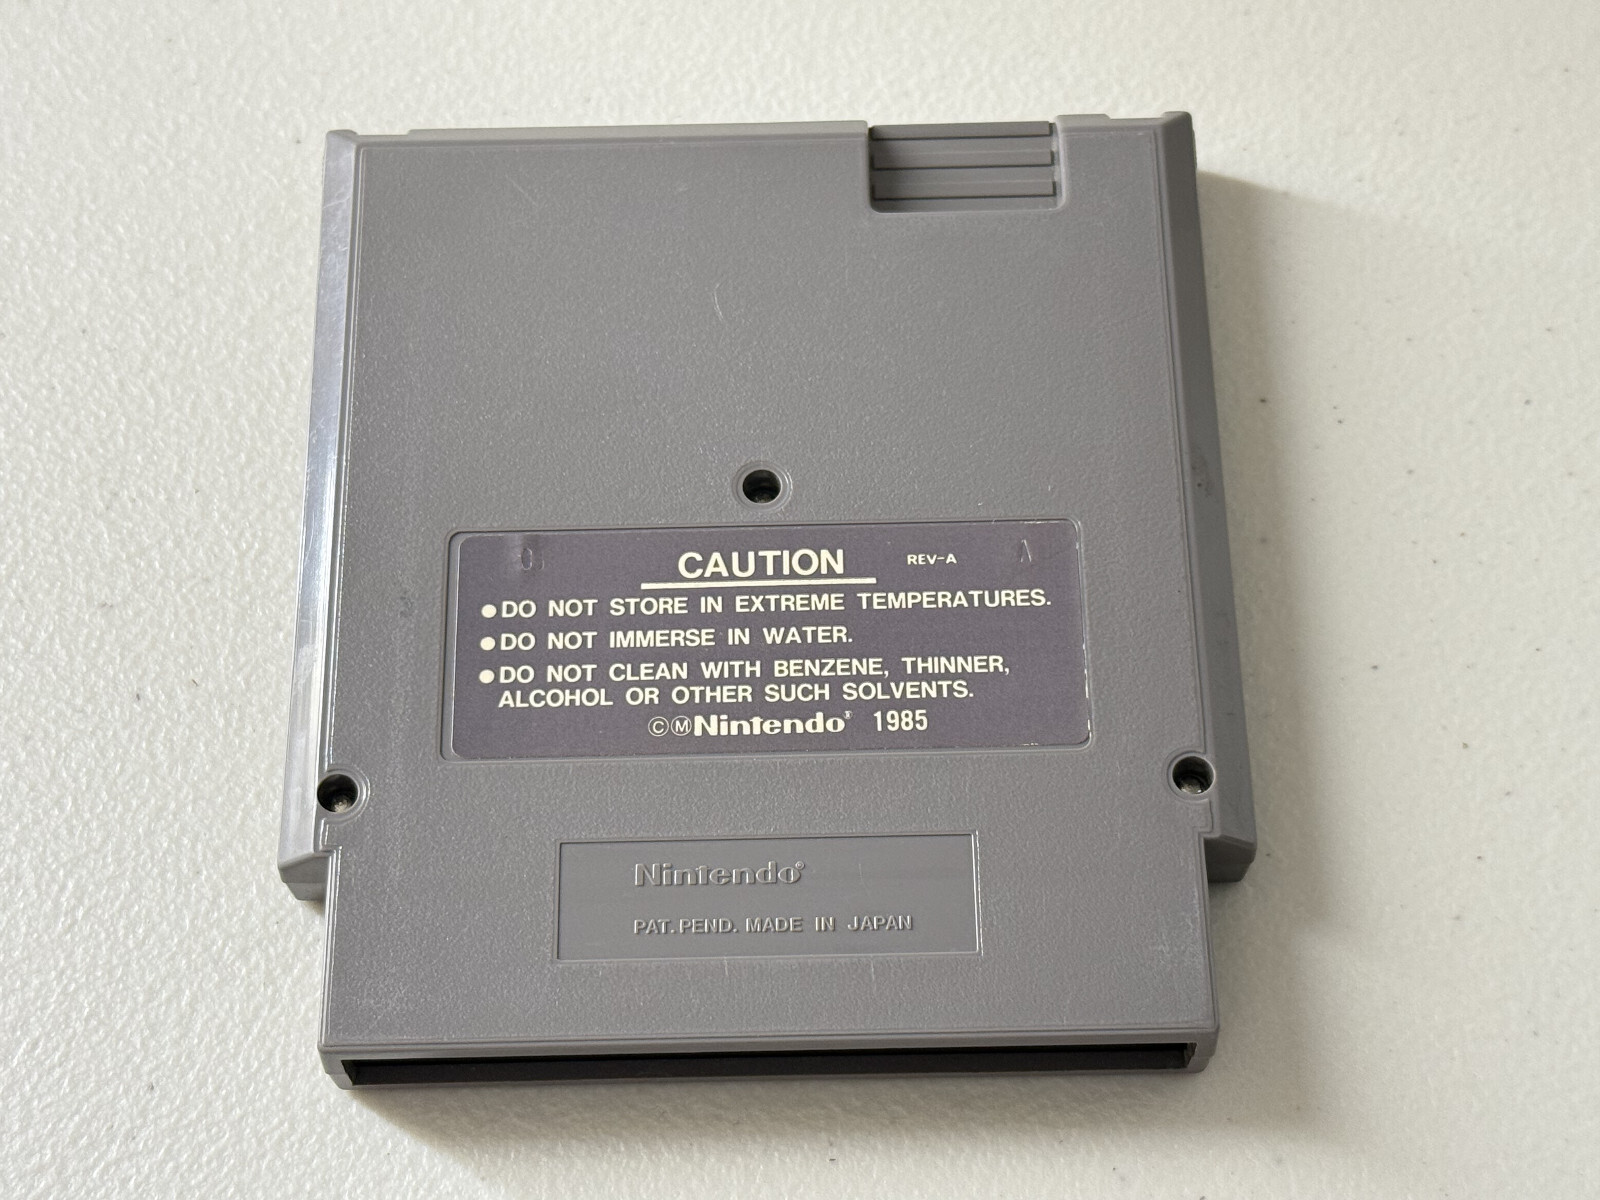 CAUTION REV-A A
●DO NOT STORE IN EXTREME TEMPERATURES.
●DO NOT IMMERSE IN WATER.
●DO NOT CLEAN WITH BENZENE, THINNER,
ALCOHOL OR OTHER SUCH SOLVENTS.
©ⓂNintendo® 1985
Nintendo®
PAT. PEND. MADE IN JAPAN